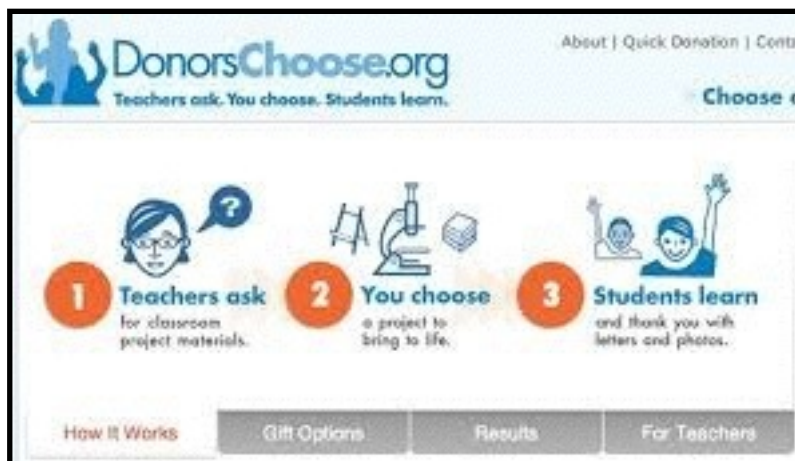 About | Quick Donation | Conta
DonorsChoose.org
Teachers ask. You choose. Students learn.
Choose
?
1 Teachers ask
for classroom
project materials.
2 You choose
a project to
bring to life.
3 Students learn
and thank you with
letters and photos.
How It Works
Gift Options
Results
For Teachers